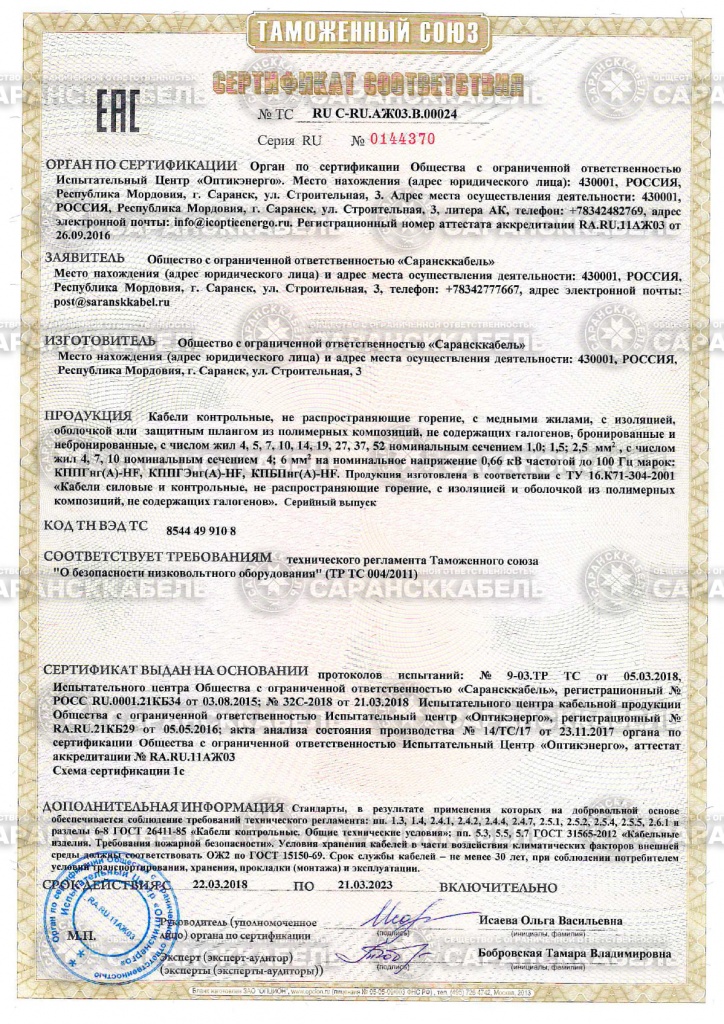 ТАМОЖЕННЫЙ СОЮЗ
СЕРТИФИКАТ СООТВЕТСТВИЯ
ЕАС
№ ТС RU C-RU.АЖ03.В.00024
Серия RU № 0144370
ОРГАН ПО СЕРТИФИКАЦИИ Орган по сертификации Общества с ограниченной ответственностью
Испытательный Центр «Оптикэнерго». Место нахождения (адрес юридического лица): 430001, РОССИЯ,
Республика Мордовия, г. Саранск, ул. Строительная, 3. Адрес места осуществления деятельности: 430001,
РОССИЯ, Республика Мордовия, г. Саранск, ул. Строительная, 3, литера АК, телефон: +78342482769, адрес
электронной почты: info@icopticenergo.ru. Регистрационный номер аттестата аккредитации RA.RU.11АЖ03 от
26.09.2016
ЗАЯВИТЕЛЬ Общество с ограниченной ответственностью «Сарансккабель»
Место нахождения (адрес юридического лица) и адрес места осуществления деятельности: 430001, РОССИЯ,
Республика Мордовия, г. Саранск, ул. Строительная, 3, телефон: +78342777667, адрес электронной почты:
post@saranskkabel.ru
ИЗГОТОВИТЕЛЬ Общество с ограниченной ответственностью «Сарансккабель»
Место нахождения (адрес юридического лица) и адрес места осуществления деятельности: 430001, РОССИЯ,
Республика Мордовия, г. Саранск, ул. Строительная, 3
ПРОДУКЦИЯ Кабели контрольные, не распространяющие горение, с медными жилами, с изоляцией,
оболочкой или защитным шлангом из полимерных композиций, не содержащих галогенов, бронированные и
небронированные, с числом жил 4, 5, 7, 10, 14, 19, 27, 37, 52 номинальным сечением 1,0; 1,5; 2,5 мм², с числом
жил 4, 7, 10 номинальным сечением 4; 6 мм² на номинальное напряжение 0,66 кВ частотой до 100 Гц марок:
КППГнг(А)-HF, КППГЭнг(А)-HF, КПБПнг(А)-HF. Продукция изготовлена в соответствии с ТУ 16.К71-304-2001
«Кабели силовые и контрольные, не распространяющие горение, с изоляцией и оболочкой из полимерных
композиций, не содержащих галогенов». Серийный выпуск
КОД ТН ВЭД ТС 8544 49 910 8
СООТВЕТСТВУЕТ ТРЕБОВАНИЯМ технического регламента Таможенного союза
"О безопасности низковольтного оборудования" (ТР ТС 004/2011)
СЕРТИФИКАТ ВЫДАН НА ОСНОВАНИИ протоколов испытаний: № 9-03.ТР ТС от 05.03.2018,
Испытательного центра Общества с ограниченной ответственностью «Сарансккабель», регистрационный №
РОСС RU.0001.21КБ34 от 03.08.2015; № 32С-2018 от 21.03.2018 Испытательного центра кабельной продукции
Общества с ограниченной ответственностью Испытательный центр «Оптикэнерго», регистрационный №
RA.RU.21КБ29 от 05.05.2016; акта анализа состояния производства № 14/ТС/17 от 23.11.2017 органа по
сертификации Общества с ограниченной ответственностью Испытательный Центр «Оптикэнерго», аттестат
аккредитации № RA.RU.11АЖ03
Схема сертификации 1с
ДОПОЛНИТЕЛЬНАЯ ИНФОРМАЦИЯ Стандарты, в результате применения которых на добровольной основе
обеспечивается соблюдение требований технического регламента: пп. 1.3, 1.4, 2.4.1, 2.4.2, 2.4.4, 2.4.7, 2.5.1, 2.5.2, 2.5.4, 2.5.5, 2.6.1 и
разделы 6-8 ГОСТ 26411-85 «Кабели контрольные. Общие технические условия»; пп. 5.3, 5.5, 5.7 ГОСТ 31565-2012 «Кабельные
изделия. Требования пожарной безопасности». Условия хранения кабелей в части воздействия климатических факторов внешней
среды должны соответствовать ОЖ2 по ГОСТ 15150-69. Срок службы кабелей – не менее 30 лет, при соблюдении потребителем
условий транспортирования, хранения, прокладки (монтажа) и эксплуатации.
СРОК ДЕЙСТВИЯ С 22.03.2018 ПО 21.03.2023 ВКЛЮЧИТЕЛЬНО
М.П.
Руководитель (уполномоченное
лицо) органа по сертификации
(подпись)
Исаева Ольга Васильевна
(инициалы, фамилия)
Эксперт (эксперт-аудитор)
(эксперты (эксперты-аудиторы))
(подпись)
Бобровская Тамара Владимировна
(инициалы, фамилия)
Орган по сертификации Общества с ограниченной ответственностью
Испытательный Центр «Оптикэнерго»
RA.RU.11АЖ03
САРАНСККАБЕЛЬ